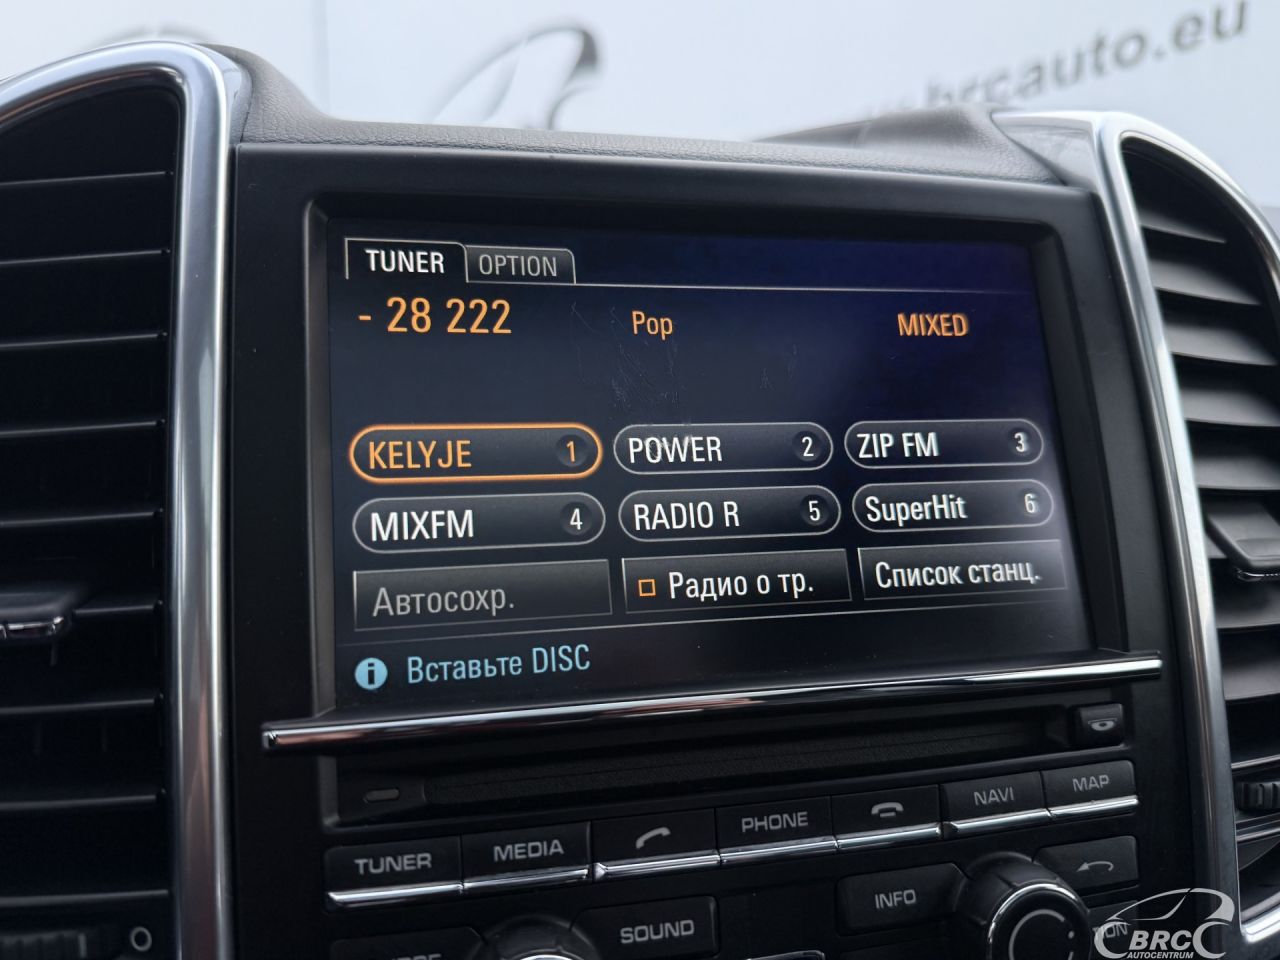 brcauto.eu
TUNER OPTION
- 28 222 Pop MIXED
KELYJE 1 POWER 2 ZIP FM 3
MIXFM 4 RADIO R 5 SuperHit 6
Автосохр. Радио о тр. Список станц.
i Вставьте DISC
TUNER MEDIA PHONE NAVI MAP
SOUND INFO
BRC
AUTOCENTRUM